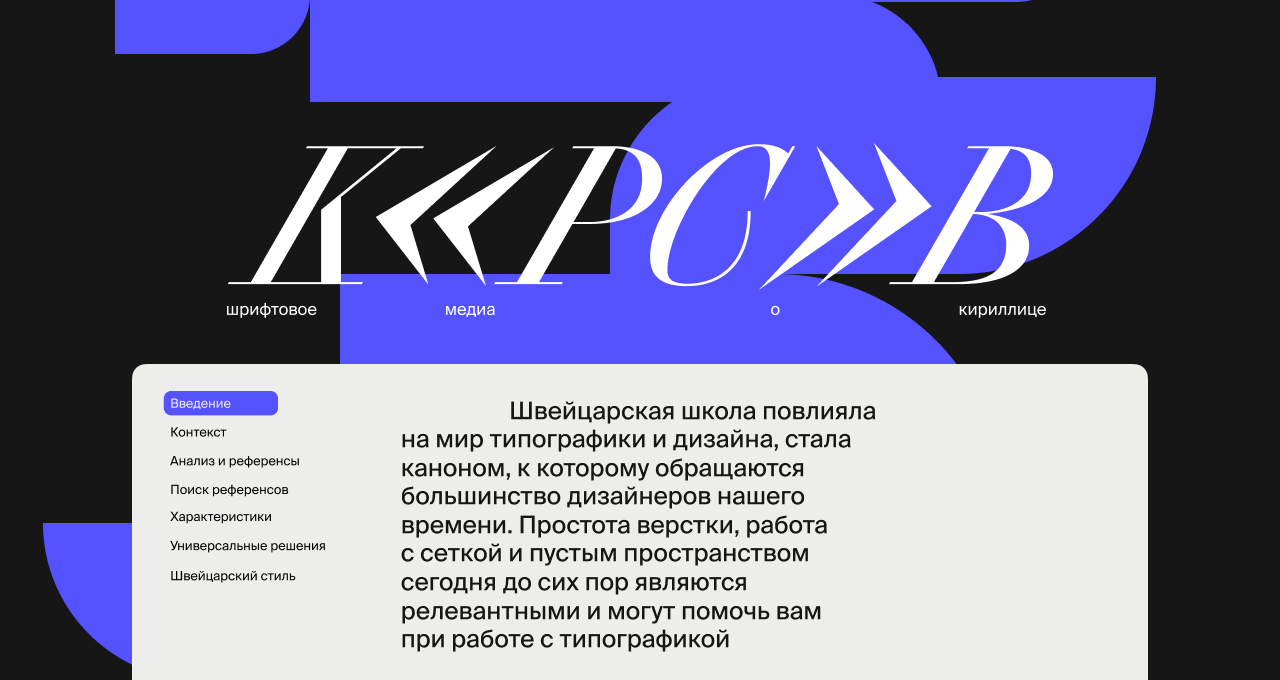 К«РС»В
шрифтовое медиа о кириллице
Введение
Контекст
Анализ и референсы
Поиск референсов
Характеристики
Универсальные решения
Швейцарский стиль
Швейцарская школа повлияла
на мир типографики и дизайна, стала
каноном, к которому обращаются
большинство дизайнеров нашего
времени. Простота верстки, работа
с сеткой и пустым пространством
сегодня до сих пор являются
релевантными и могут помочь вам
при работе с типографикой